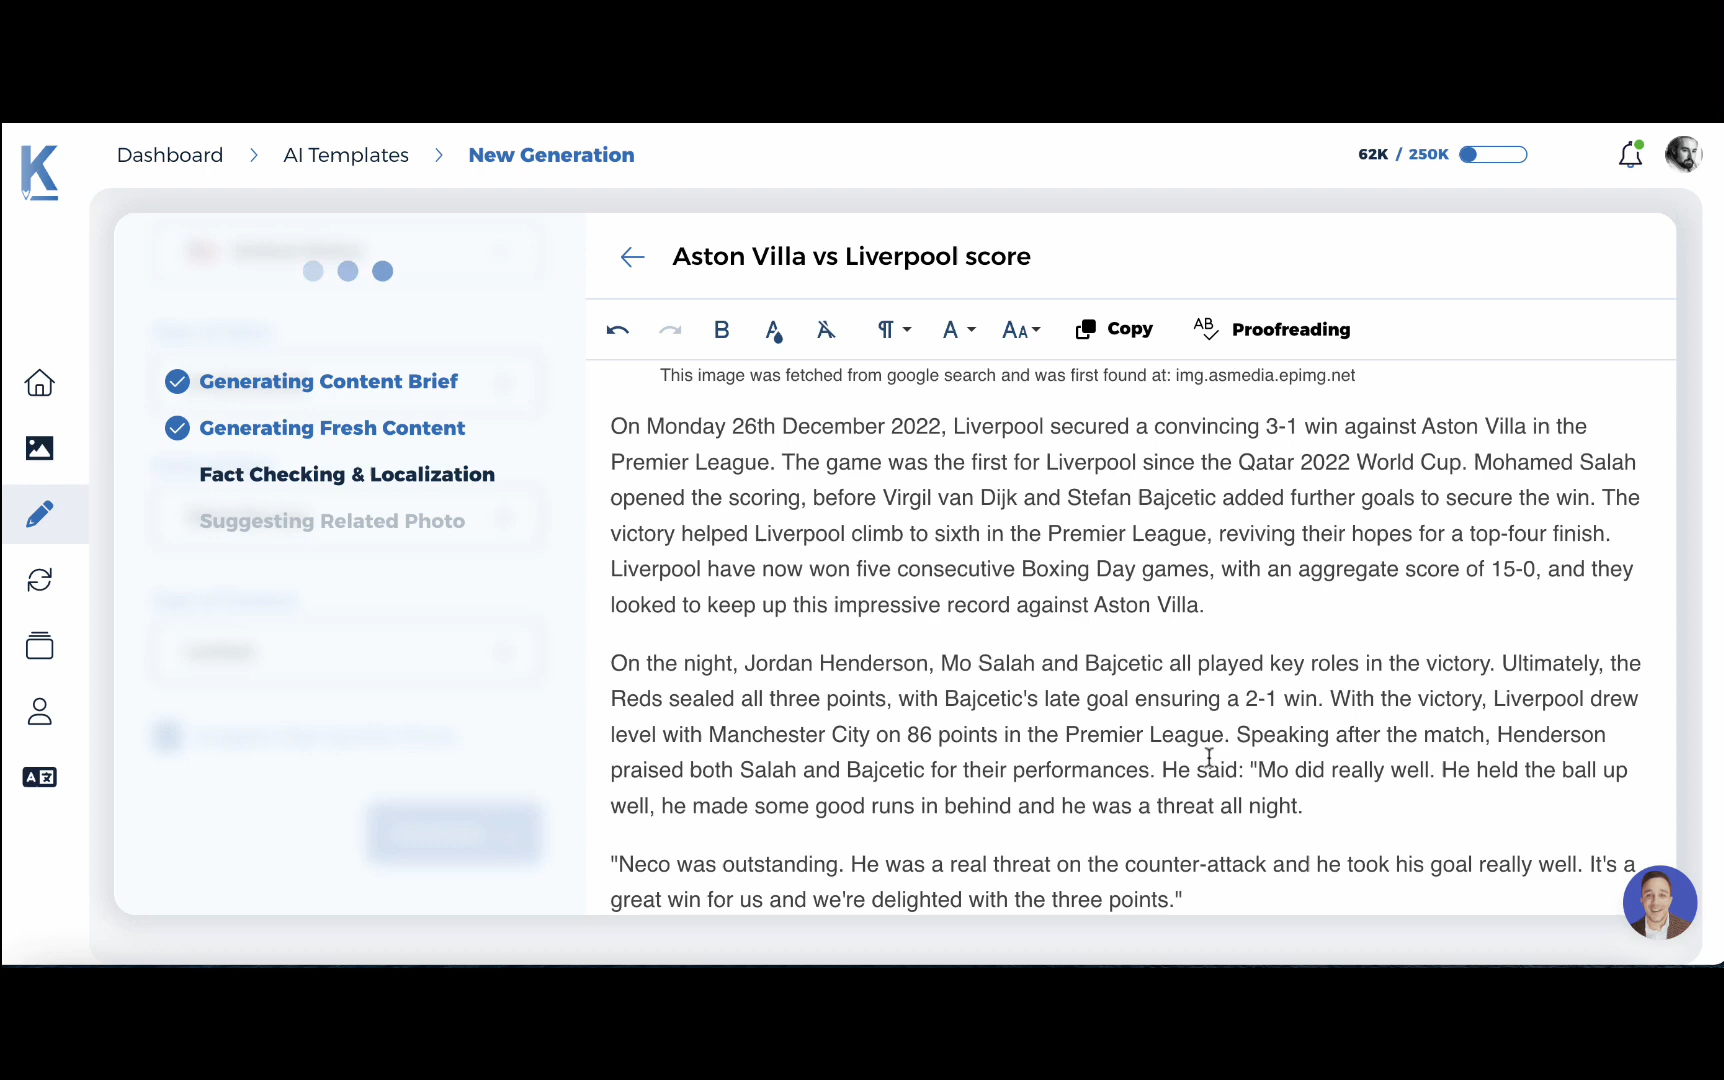 K
Dashboard > AI Templates > New Generation
62K / 250K
Aston Villa vs Liverpool score
Copy
Proofreading
Generating Content Brief
Generating Fresh Content
Fact Checking & Localization
Suggesting Related Photo
This image was fetched from google search and was first found at: img.asmedia.epimg.net
On Monday 26th December 2022, Liverpool secured a convincing 3-1 win against Aston Villa in the
Premier League. The game was the first for Liverpool since the Qatar 2022 World Cup. Mohamed Salah
opened the scoring, before Virgil van Dijk and Stefan Bajcetic added further goals to secure the win. The
victory helped Liverpool climb to sixth in the Premier League, reviving their hopes for a top-four finish.
Liverpool have now won five consecutive Boxing Day games, with an aggregate score of 15-0, and they
looked to keep up this impressive record against Aston Villa.
On the night, Jordan Henderson, Mo Salah and Bajcetic all played key roles in the victory. Ultimately, the
Reds sealed all three points, with Bajcetic's late goal ensuring a 2-1 win. With the victory, Liverpool drew
level with Manchester City on 86 points in the Premier League. Speaking after the match, Henderson
praised both Salah and Bajcetic for their performances. He said: "Mo did really well. He held the ball up
well, he made some good runs in behind and he was a threat all night.
"Neco was outstanding. He was a real threat on the counter-attack and he took his goal really well. It's a
great win for us and we're delighted with the three points."